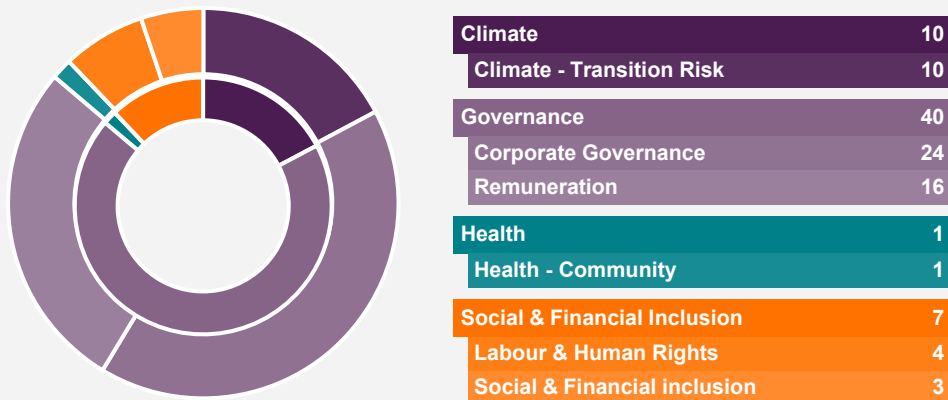 Climate 10
Climate - Transition Risk 10
Governance 40
Corporate Governance 24
Remuneration 16
Health 1
Health - Community 1
Social & Financial Inclusion 7
Labour & Human Rights 4
Social & Financial inclusion 3